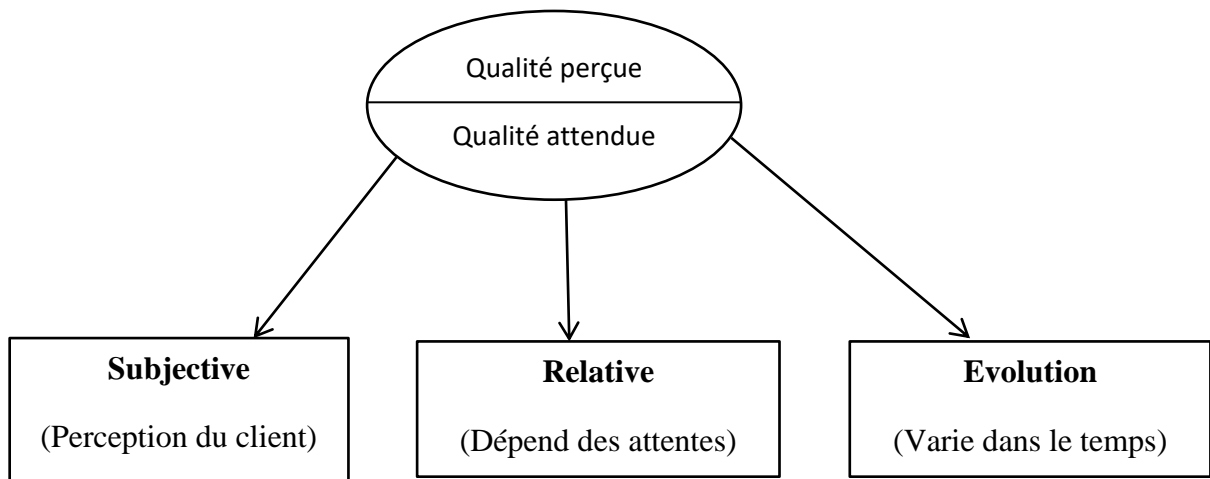 Qualité perçue
Qualité attendue
Subjective
(Perception du client)
Relative
(Dépend des attentes)
Evolution
(Varie dans le temps)